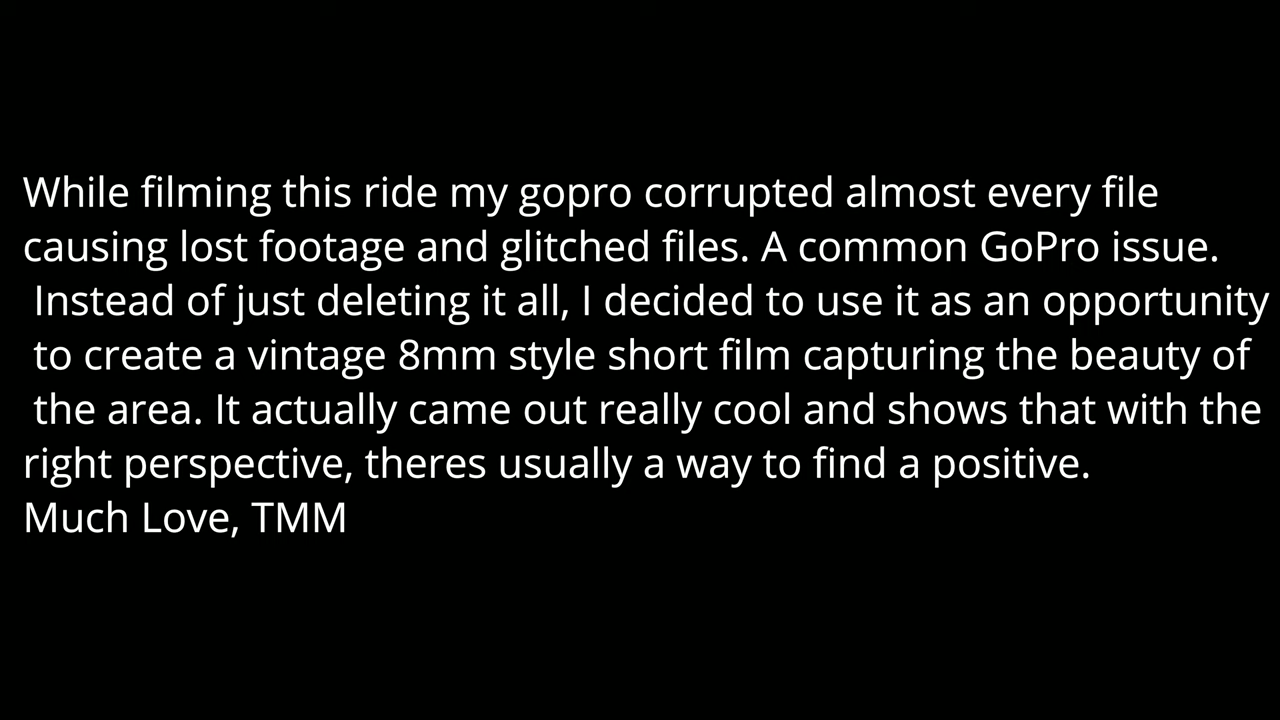 While filming this ride my gopro corrupted almost every file
causing lost footage and glitched files. A common GoPro issue.
Instead of just deleting it all, I decided to use it as an opportunity
to create a vintage 8mm style short film capturing the beauty of
the area. It actually came out really cool and shows that with the
right perspective, theres usually a way to find a positive.
Much Love, TMM